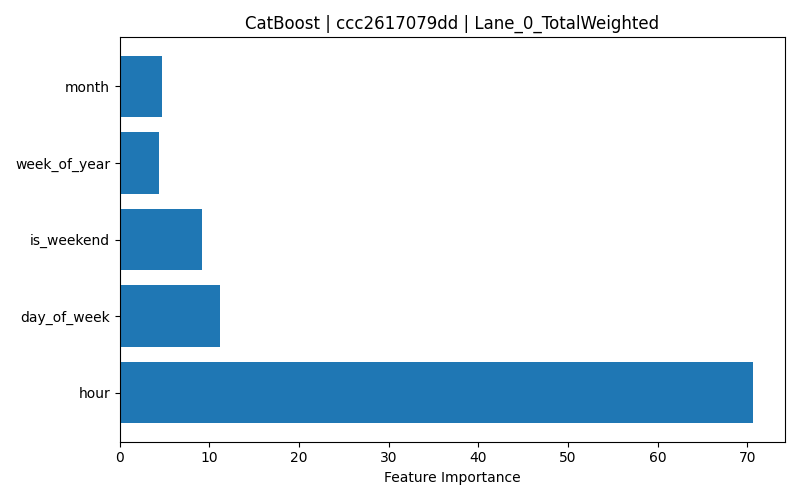 CatBoost | ccc2617079dd | Lane_0_TotalWeighted
month
week_of_year
is_weekend
day_of_week
hour
0 10 20 30 40 50 60 70
Feature Importance